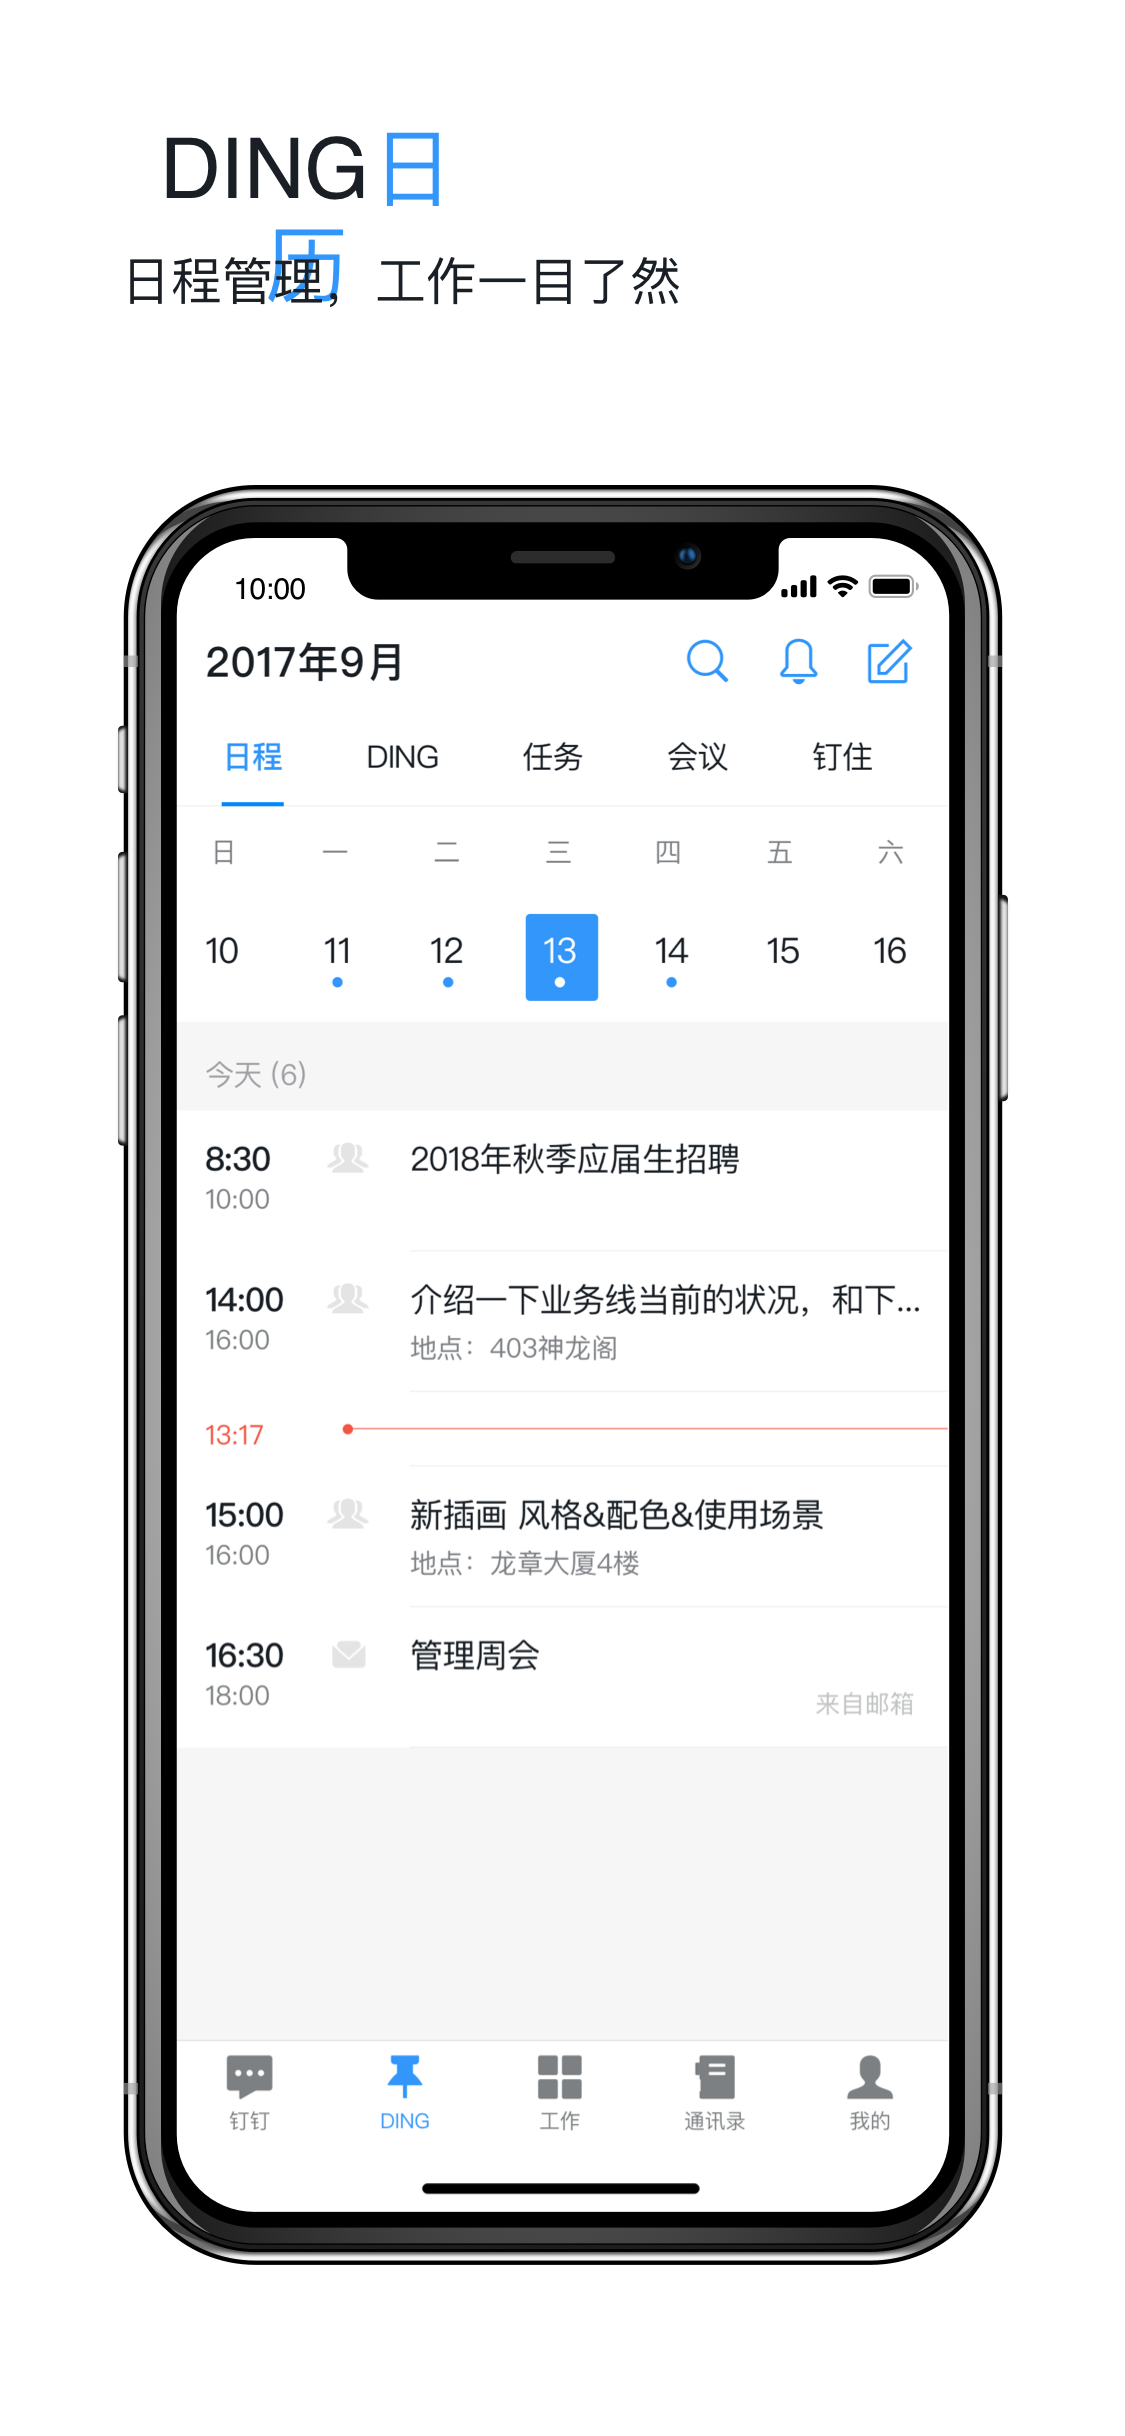 DING日
历
日程管理，工作一目了然
10:00
2017年9月
日程 DING 任务 会议 钉住
日 一 二 三 四 五 六
10 11 12 13 14 15 16
今天 (6)
8:30 2018年秋季应届生招聘
10:00
14:00 介绍一下业务线当前的状况，和下...
16:00 地点：403神龙阁
13:17
15:00 新插画 风格&配色&使用场景
16:00 地点：龙章大厦4楼
16:30 管理周会
18:00 来自邮箱
钉钉 DING 工作 通讯录 我的